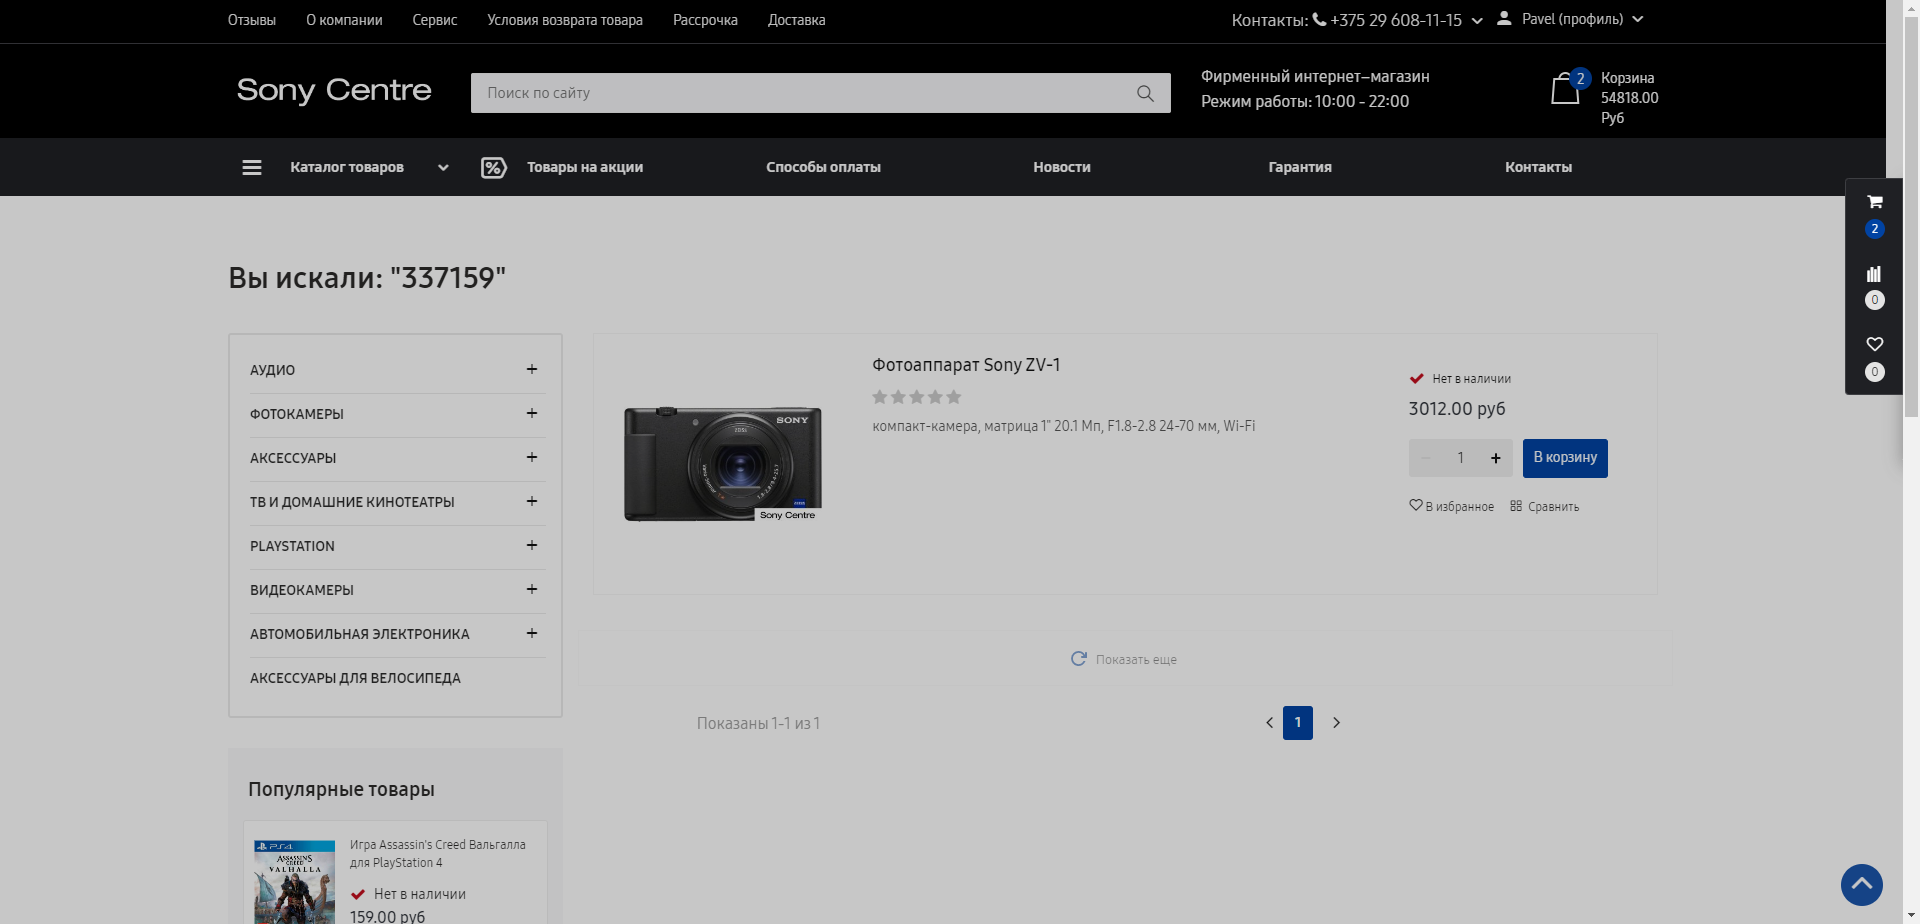 Отзывы О компании Сервис Условия возврата товара Рассрочка Доставка Контакты: +375 29 608-11-15 Pavel (профиль)
Sony Centre
Поиск по сайту
Фирменный интернет–магазин
Режим работы: 10:00 - 22:00
2
Корзина
54818.00
Руб
Каталог товаров % Товары на акции Способы оплаты Новости Гарантия Контакты
2
0
0
Вы искали: "337159"
АУДИО +
ФОТОКАМЕРЫ +
АКСЕССУАРЫ +
ТВ И ДОМАШНИЕ КИНОТЕАТРЫ +
PLAYSTATION +
ВИДЕОКАМЕРЫ +
АВТОМОБИЛЬНАЯ ЭЛЕКТРОНИКА +
АКСЕССУАРЫ ДЛЯ ВЕЛОСИПЕДА
SONY
ZEISS
Sony Centre
Фотоаппарат Sony ZV-1
компакт-камера, матрица 1" 20.1 Мп, F1.8-2.8 24-70 мм, Wi-Fi
Нет в наличии
3012.00 руб
− 1 + В корзину
В избранное Сравнить
Показать еще
Показаны 1-1 из 1
1
Популярные товары
PS4
ASSASSIN'S
CREED
VALHALLA
Игра Assassin's Creed Вальгалла
для PlayStation 4
Нет в наличии
159.00 руб